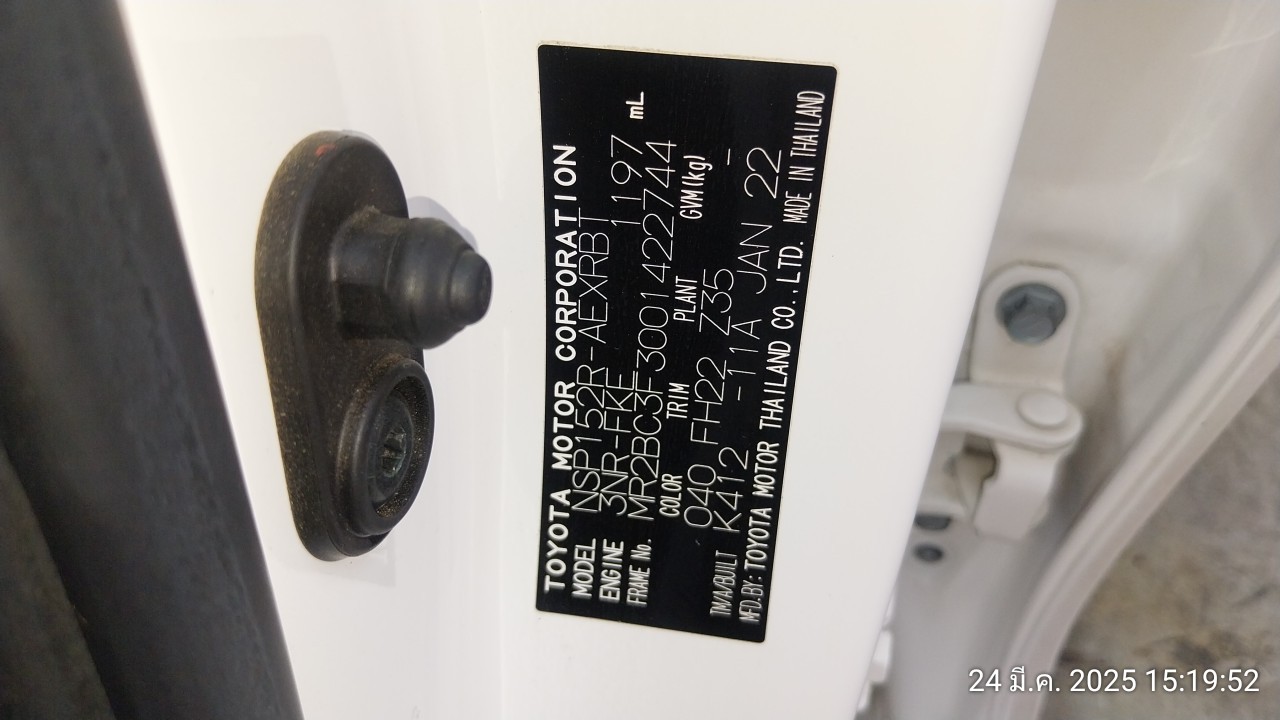 TOYOTA MOTOR CORPORATION
MODEL NSP152R-AEXRBT
ENGINE 3NR-FKE 1197 mL
FRAME No. MR2BC3F3001422744
COLOR TRIM PLANT GVM(kg)
040 FH22 Z35 -
TM/A/BUILT K412 -11A JAN 22
MFD.BY: TOYOTA MOTOR THAILAND CO.,LTD. MADE IN THAILAND
24 มี.ค. 2025 15:19:52